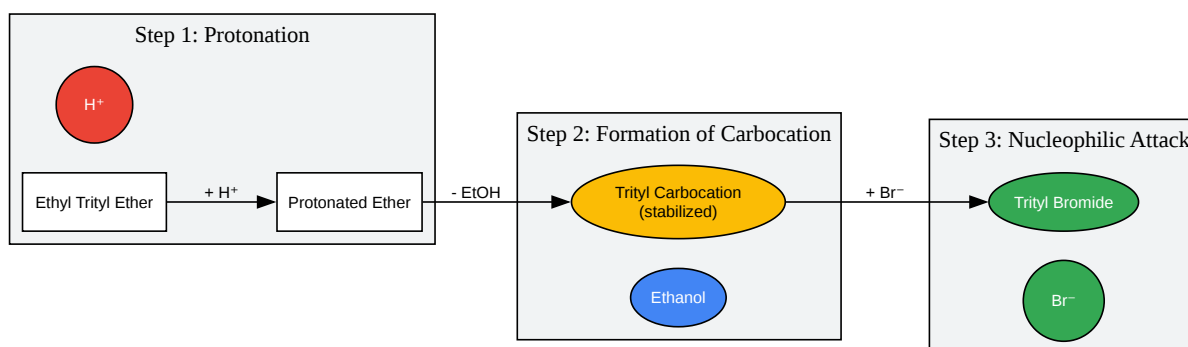 Step 1: Protonation
H⁺
Ethyl Trityl Ether
+ H⁺
Protonated Ether
- EtOH
Step 2: Formation of Carbocation
Trityl Carbocation
(stabilized)
Ethanol
+ Br⁻
Step 3: Nucleophilic Attack
Trityl Bromide
Br⁻